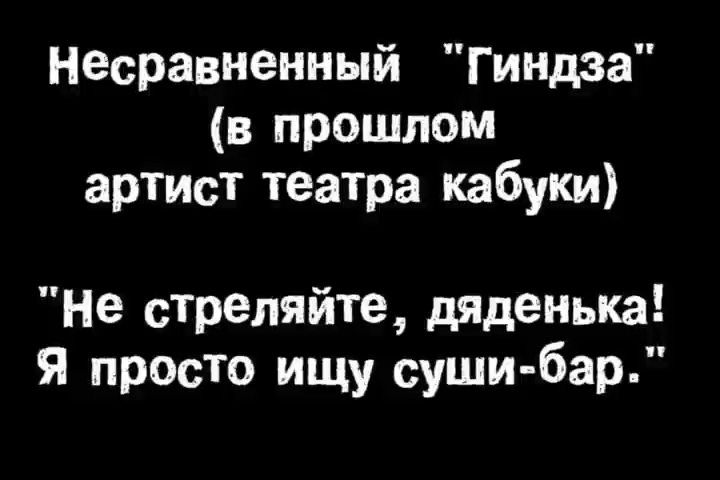 Несравненный "Гиндза"
(в прошлом
артист театра кабуки)
"Не стреляйте, дяденька!
Я просто ищу суши-бар."